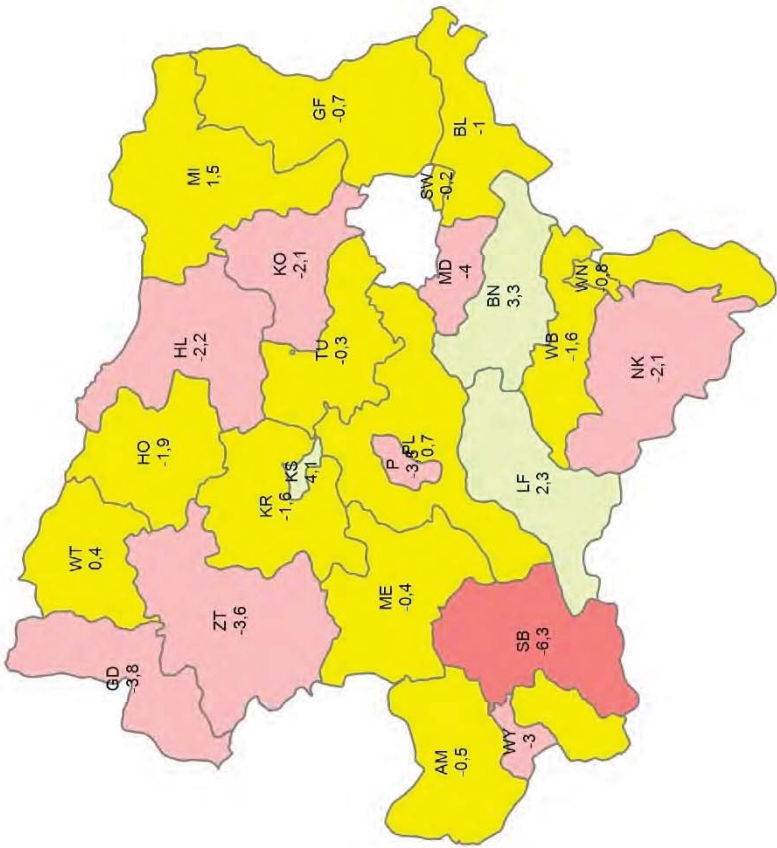 WT
0,4
GD
-3,8
HO
-1,9
HL
-2,2
MI
1,5
ZT
-3,6
KR
-1,6
KO
-2,1
KS
4,1
GF
-0,7
TU
-0,3
ME
-0,4
P
PL
0,7
SW
-0,2
AM
-0,5
MD
-4
BL
-1
BN
3,3
WY
-3
SB
-6,3
LF
2,3
WB
-1,6
WN
-0,8
NK
-2,1